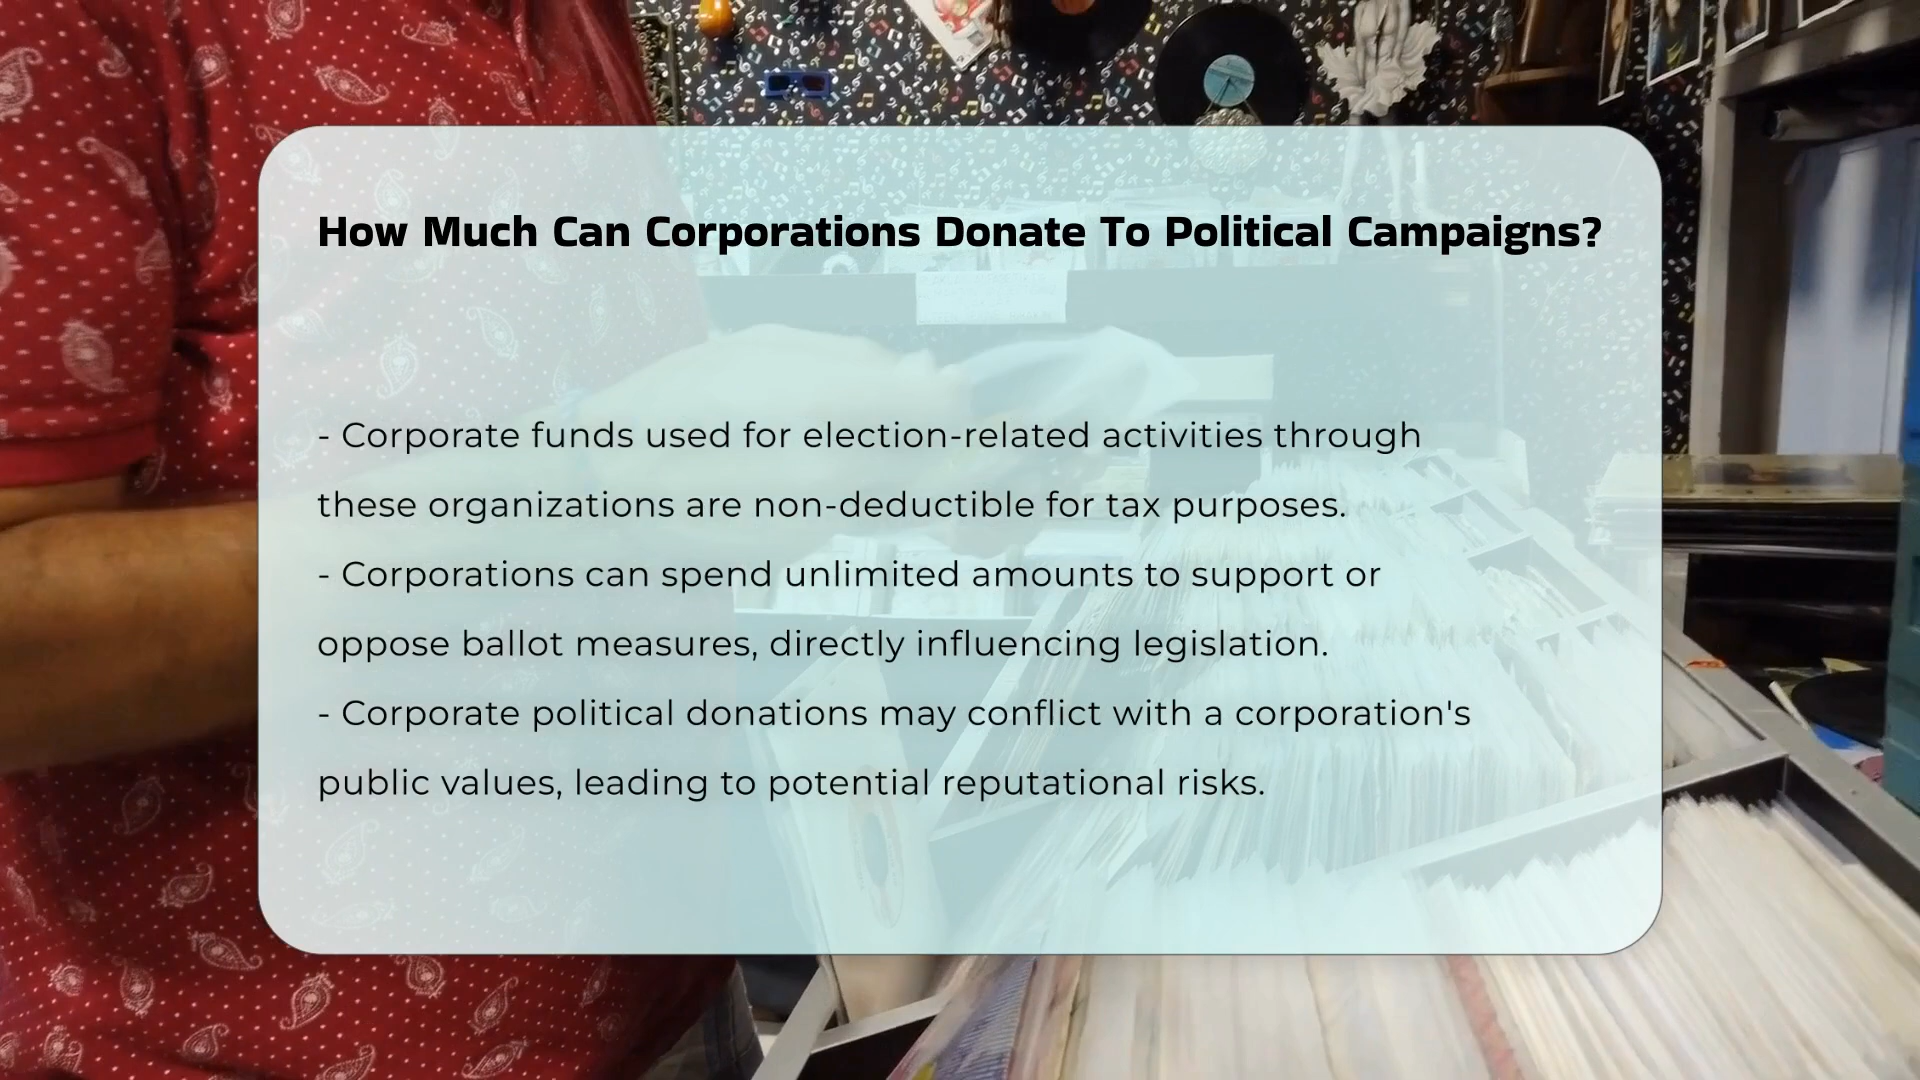 How Much Can Corporations Donate To Political Campaigns?
- Corporate funds used for election-related activities through
these organizations are non-deductible for tax purposes.
- Corporations can spend unlimited amounts to support or
oppose ballot measures, directly influencing legislation.
- Corporate political donations may conflict with a corporation's
public values, leading to potential reputational risks.